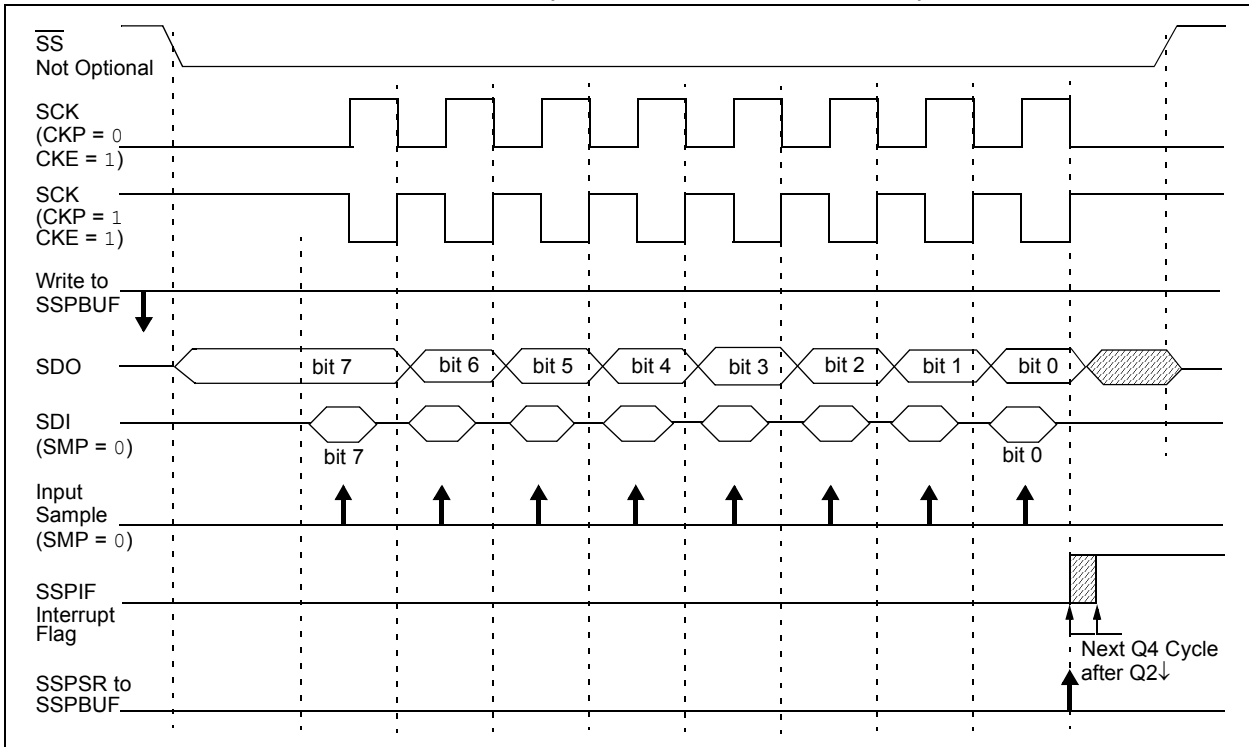 SS
Not Optional
SCK
(CKP = 0
CKE = 1)
SCK
(CKP = 1
CKE = 1)
Write to
SSPBUF
SDO
bit 7
bit 6
bit 5
bit 4
bit 3
bit 2
bit 1
bit 0
SDI
(SMP = 0)
bit 7
bit 0
Input
Sample
(SMP = 0)
SSPIF
Interrupt
Flag
Next Q4 Cycle
after Q2↓
SSPSR to
SSPBUF